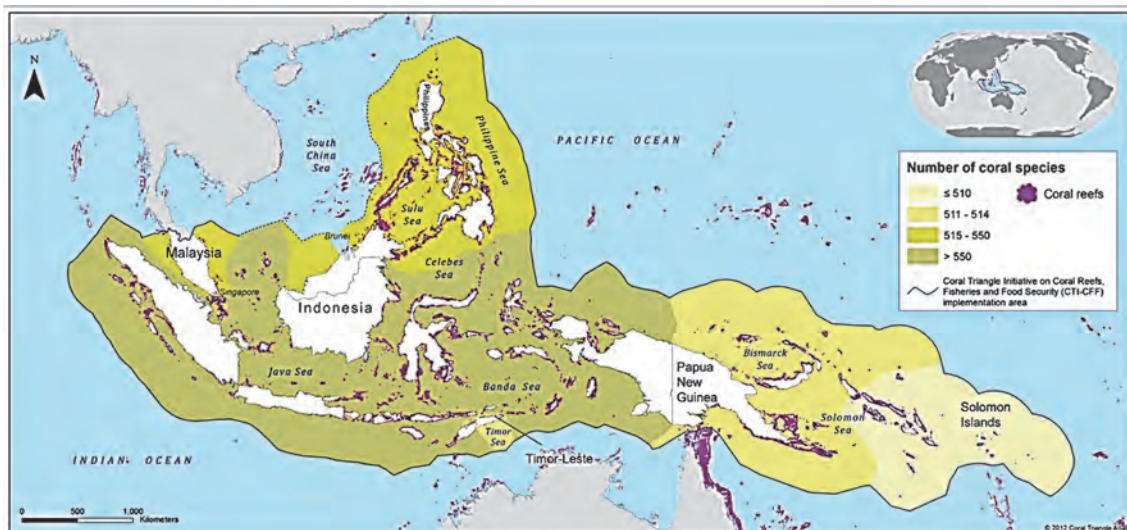 N
Philippines
Philippine Sea
South
China
Sea
PACIFIC OCEAN
Sulu
Sea
Brunei
Malaysia
Celebes
Sea
Singapore
Indonesia
Java Sea
Banda Sea
Papua
New
Guinea
Bismarck
Sea
Solomon
Sea
Solomon
Islands
Timor
Sea
Timor-Leste
INDIAN OCEAN
0 500 1,000
Kilometers
Number of coral species
≤ 510
511 - 514
515 - 550
> 550
Coral reefs
Coral Triangle Initiative on Coral Reefs,
Fisheries and Food Security (CTI-CFF)
implementation area
© 2012 Coral Triangle